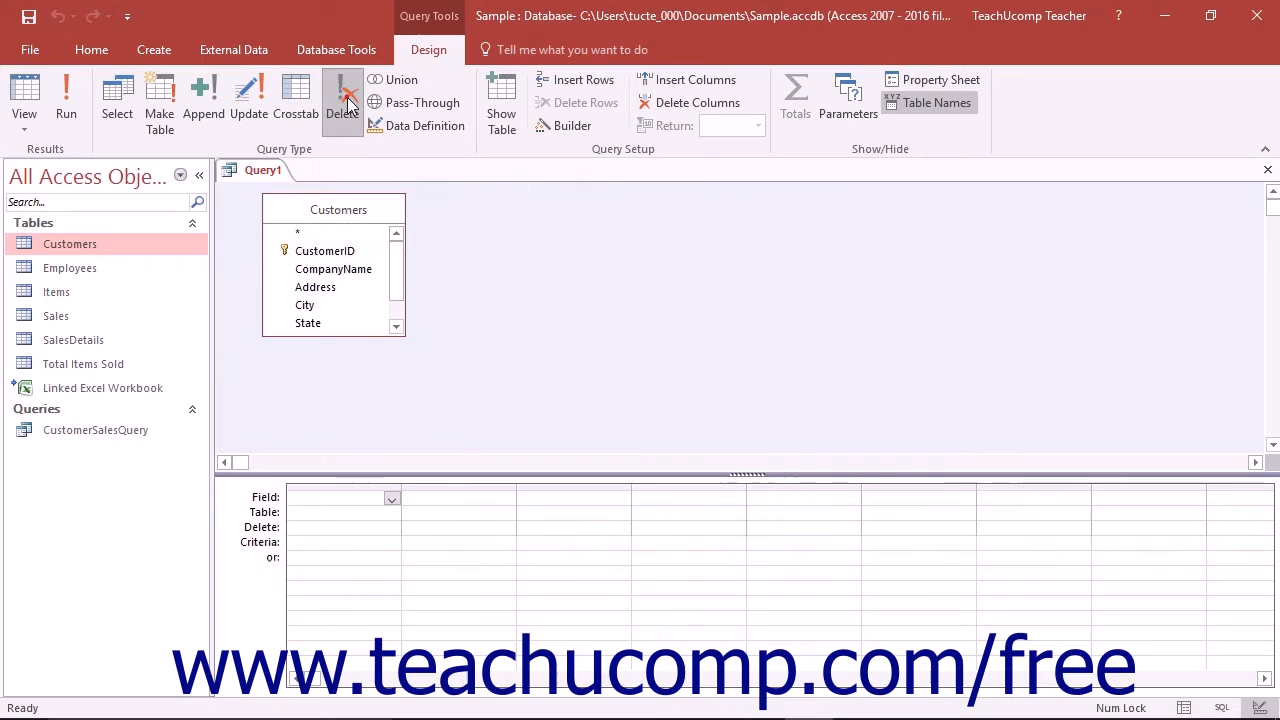 Query Tools
Sample : Database- C:\Users\tucte_000\Documents\Sample.accdb (Access 2007 - 2016 fil...
TeachUcomp Teacher
?
File
Home
Create
External Data
Database Tools
Design
Tell me what you want to do
View
Run
Results
Select
Make Table
Append
Update
Crosstab
Delete
Union
Pass-Through
Data Definition
Query Type
Show Table
Insert Rows
Delete Rows
Builder
Insert Columns
Delete Columns
Return:
Query Setup
Totals
Parameters
Property Sheet
XYZ Table Names
Show/Hide
All Access Obje...
Search...
Tables
Customers
Employees
Items
Sales
SalesDetails
Total Items Sold
Linked Excel Workbook
Queries
CustomerSalesQuery
Query1
Customers
*
CustomerID
CompanyName
Address
City
State
Field:
Table:
Delete:
Criteria:
or:
www.teachucomp.com/free
Ready
Num Lock
SQL